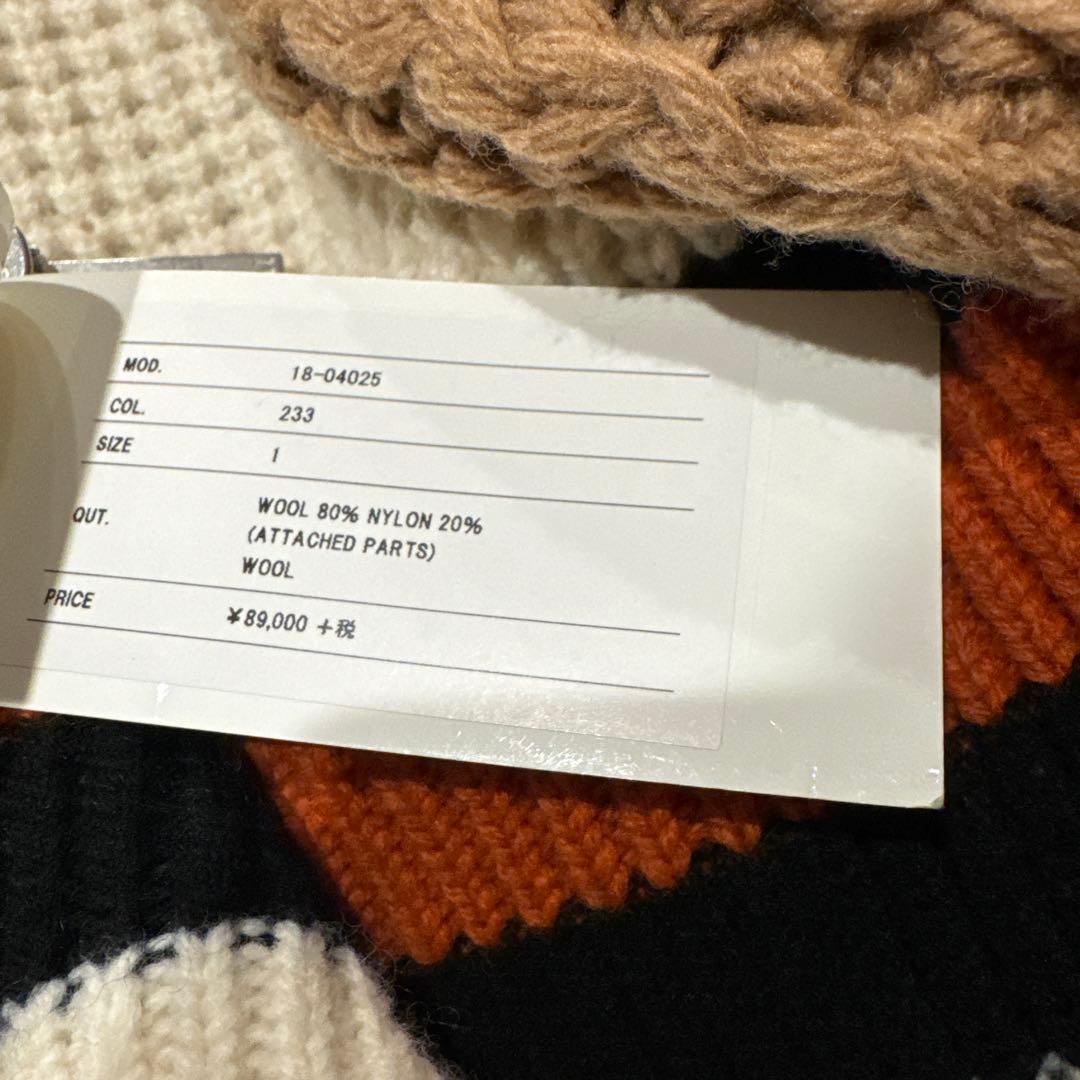 MOD. 18-04025
COL. 233
SIZE 1
QUT. WOOL 80% NYLON 20%
(ATTACHED PARTS)
WOOL
PRICE ¥89,000 +税